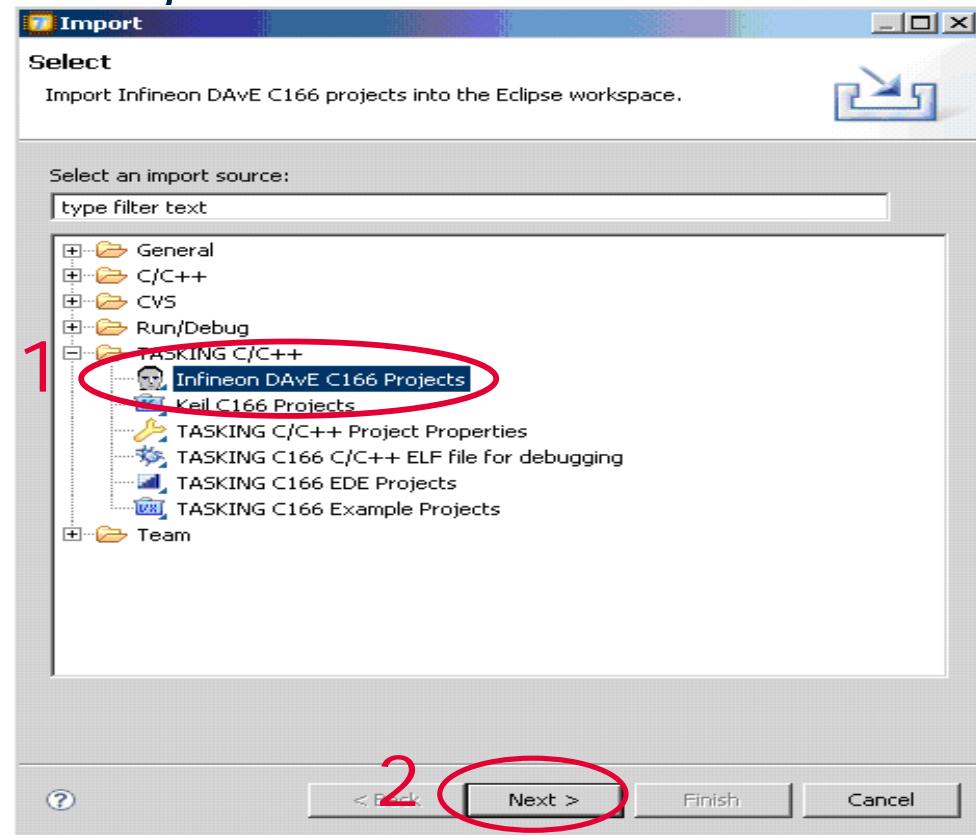 Import
Select
Import Infineon DAvE C166 projects into the Eclipse workspace.
Select an import source:
type filter text
General
C/C++
CVS
Run/Debug
1
TASKING C/C++
Infineon DAvE C166 Projects
Keil C166 Projects
TASKING C/C++ Project Properties
TASKING C166 C/C++ ELF file for debugging
TASKING C166 EDE Projects
TASKING C166 Example Projects
Team
2
< Back
Next >
Finish
Cancel